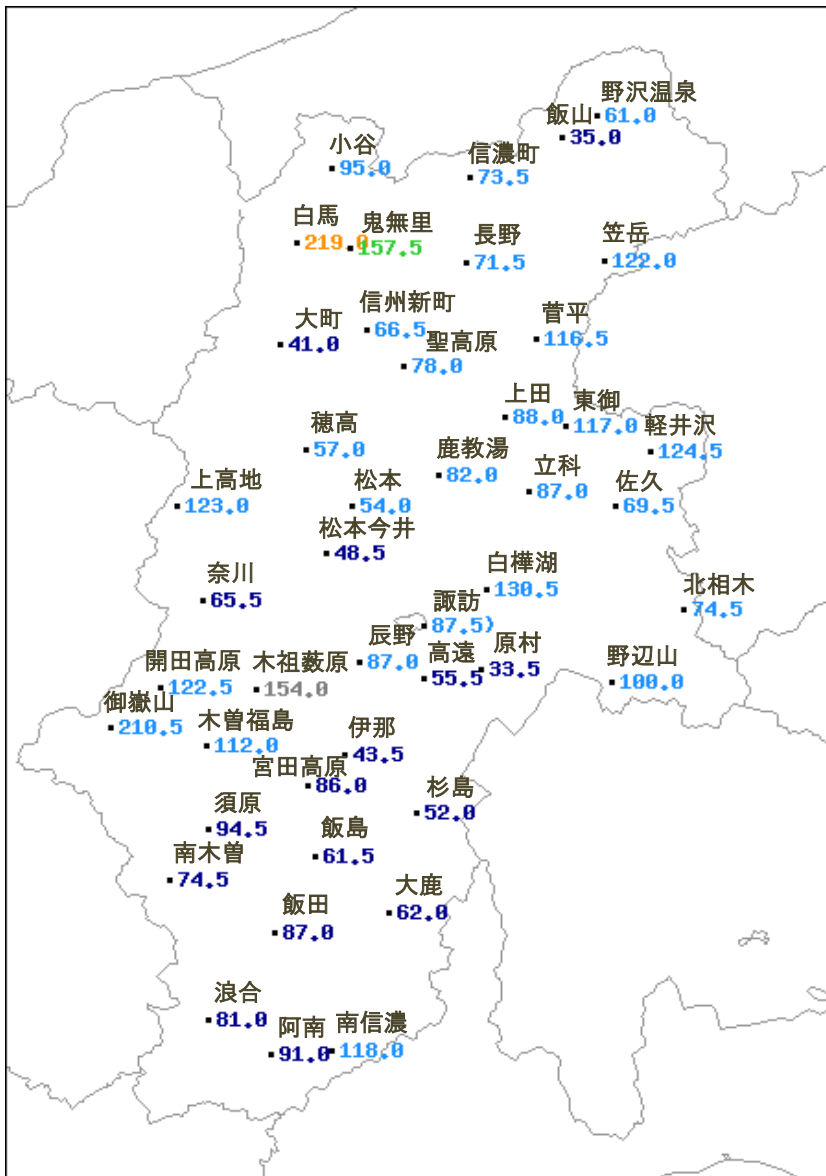 野沢温泉
61.0
飯山
35.0
小谷
95.0
信濃町
73.5
白馬
219.0
鬼無里
157.5
長野
71.5
笠岳
122.0
信州新町
66.5
大町
41.0
聖高原
78.0
菅平
116.5
上田
88.0
東御
117.0
軽井沢
124.5
穂高
57.0
鹿教湯
82.0
立科
87.0
佐久
69.5
上高地
123.0
松本
54.0
松本今井
48.5
奈川
65.5
白樺湖
130.5
北相木
74.5
諏訪
87.5)
辰野
87.0
高遠
55.5
原村
33.5
野辺山
100.0
開田高原
122.5
木祖薮原
154.0
御嶽山
210.5
木曽福島
112.0
伊那
43.5
宮田高原
86.0
杉島
52.0
須原
94.5
飯島
61.5
南木曽
74.5
大鹿
62.0
飯田
87.0
浪合
81.0
阿南
91.0
南信濃
118.0